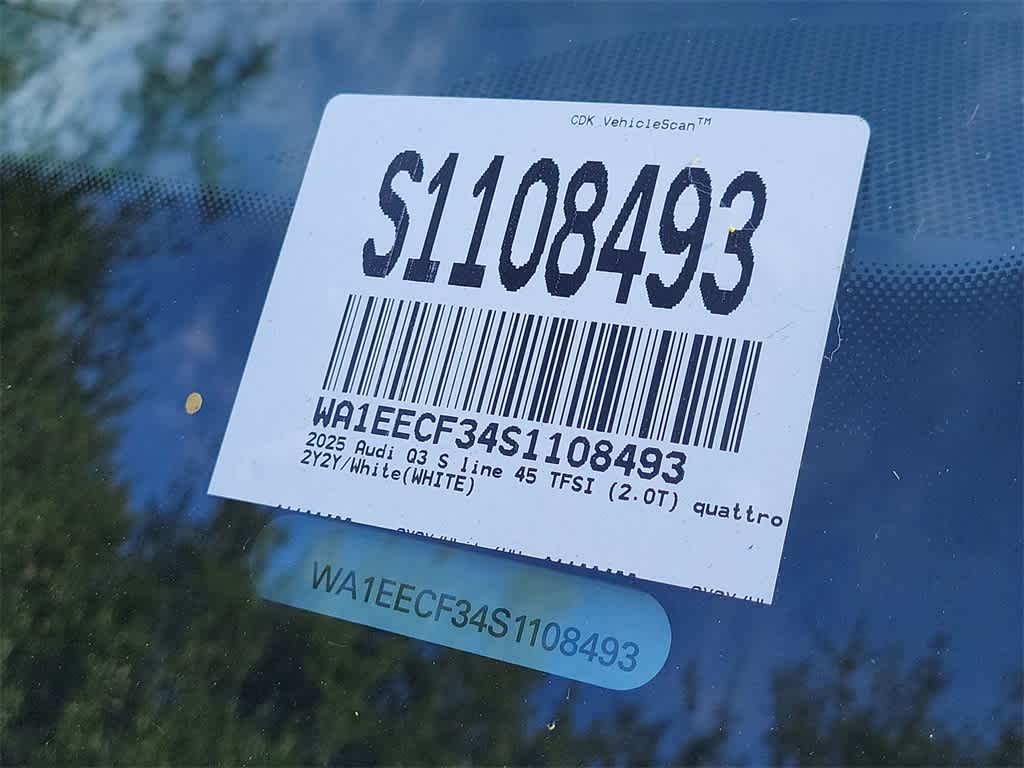 CDK VehicleScan™
S1108493
WA1EECF34S1108493
2025 Audi Q3 S line 45 TFSI (2.0T) quattro
2Y2Y/White(WHITE)
WA1EECF34S1108493